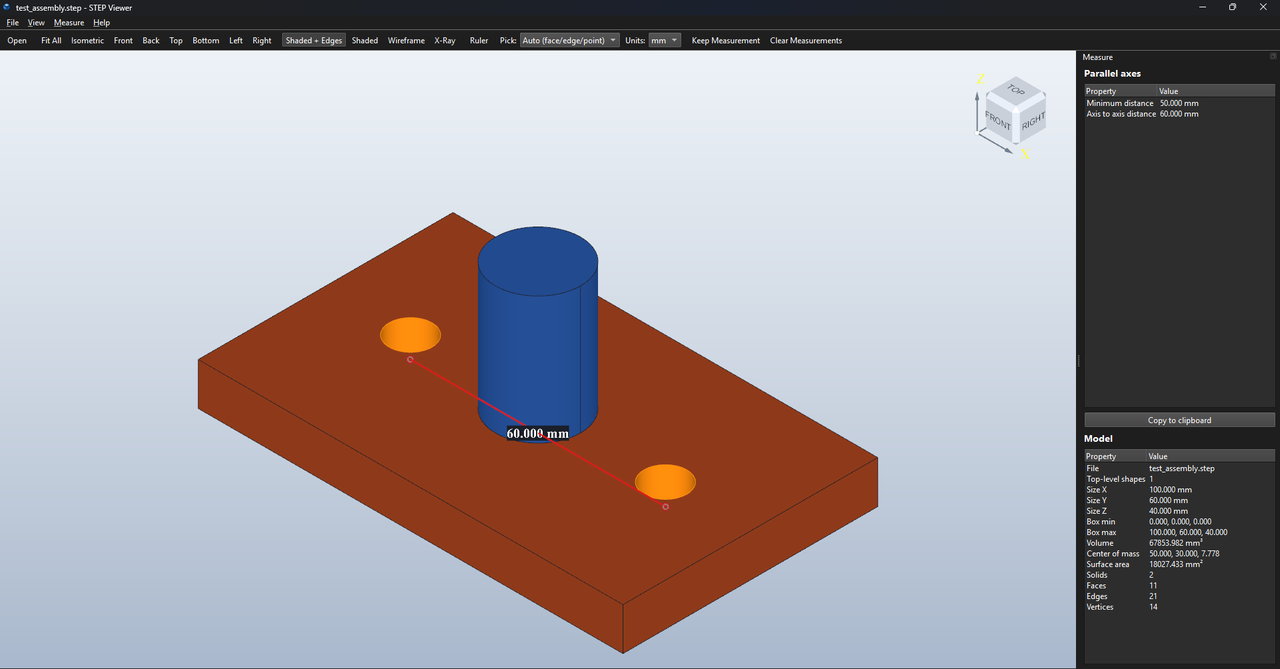 test_assembly.step - STEP Viewer
File View Measure Help
Open Fit All Isometric Front Back Top Bottom Left Right Shaded + Edges Shaded Wireframe X-Ray Ruler Pick: Auto (face/edge/point) Units: mm Keep Measurement Clear Measurements
Z
TOP
FRONT
RIGHT
X
60.000 mm
Measure
Parallel axes
Property Value
Minimum distance 50.000 mm
Axis to axis distance 60.000 mm
Copy to clipboard
Model
Property Value
File test_assembly.step
Top-level shapes 1
Size X 100.000 mm
Size Y 60.000 mm
Size Z 40.000 mm
Box min 0.000, 0.000, 0.000
Box max 100.000, 60.000, 40.000
Volume 67853.982 mm³
Center of mass 50.000, 30.000, 7.778
Surface area 18027.433 mm²
Solids 2
Faces 11
Edges 21
Vertices 14